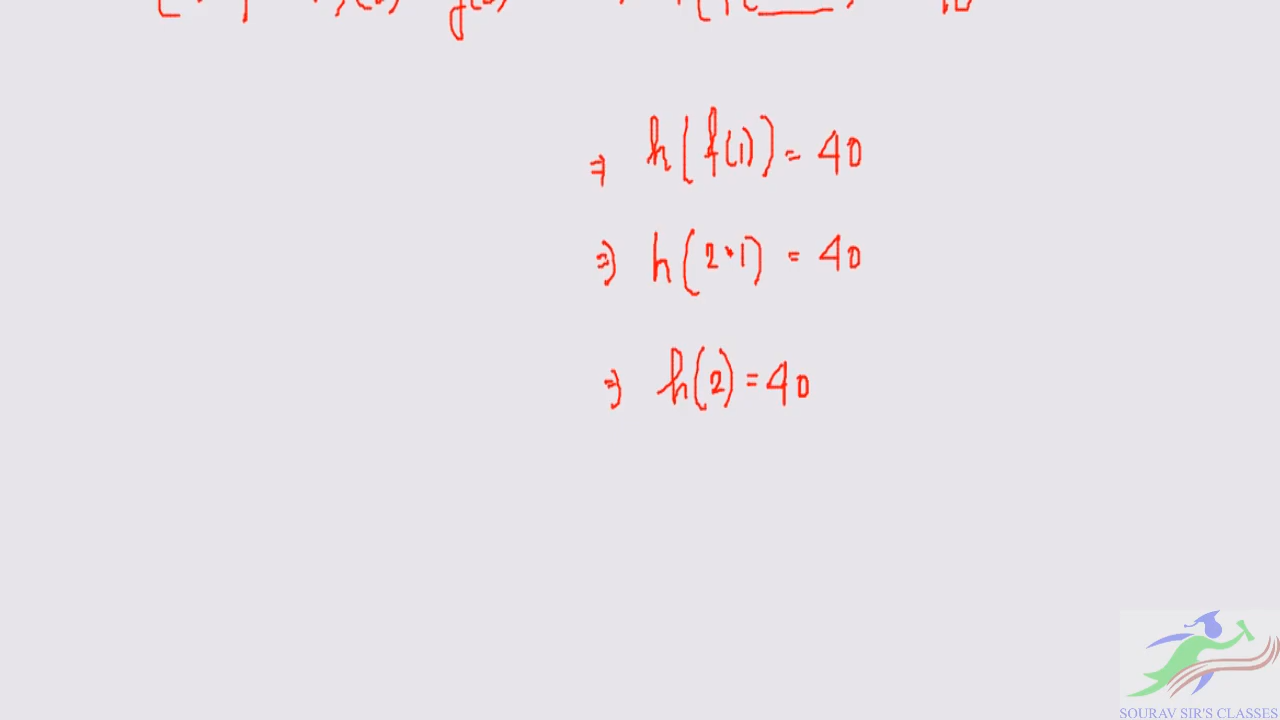 ⇒ h(f(1)) = 40
⇒ h(2·1) = 40
⇒ h(2) = 40
SOURAV SIR'S CLASSES